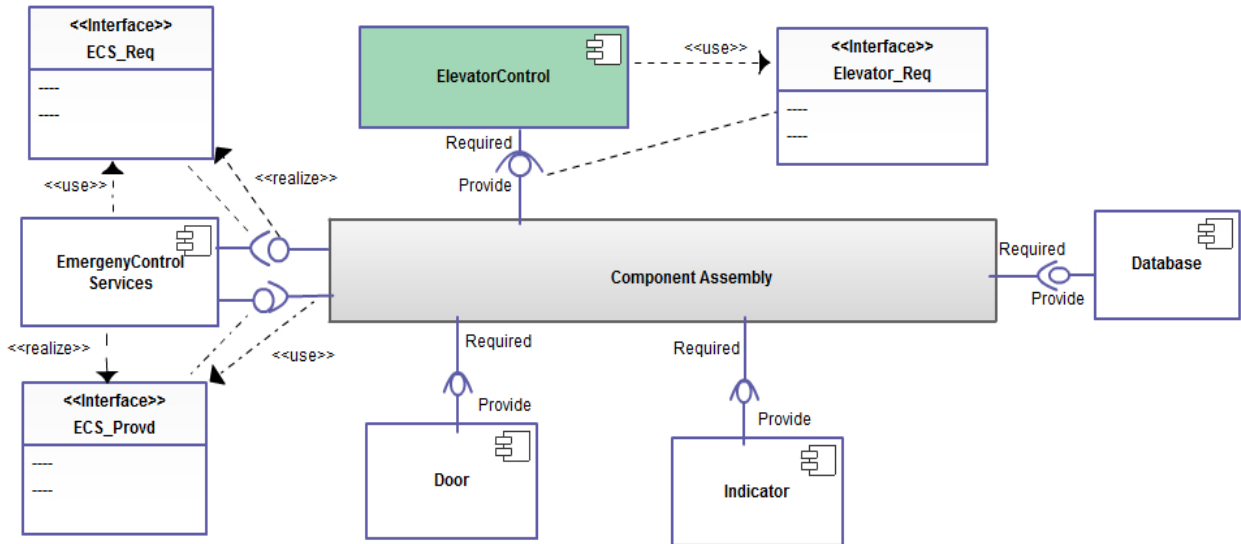 <<Interface>>
ECS_Req
----
----
ElevatorControl
<<use>>
<<Interface>>
Elevator_Req
----
----
Required
Provide
<<realize>>
<<use>>
EmergenyControl
Services
Component Assembly
Required
Provide
Database
<<realize>>
<<use>>
<<Interface>>
ECS_Provd
----
----
Required
Provide
Door
Required
Provide
Indicator